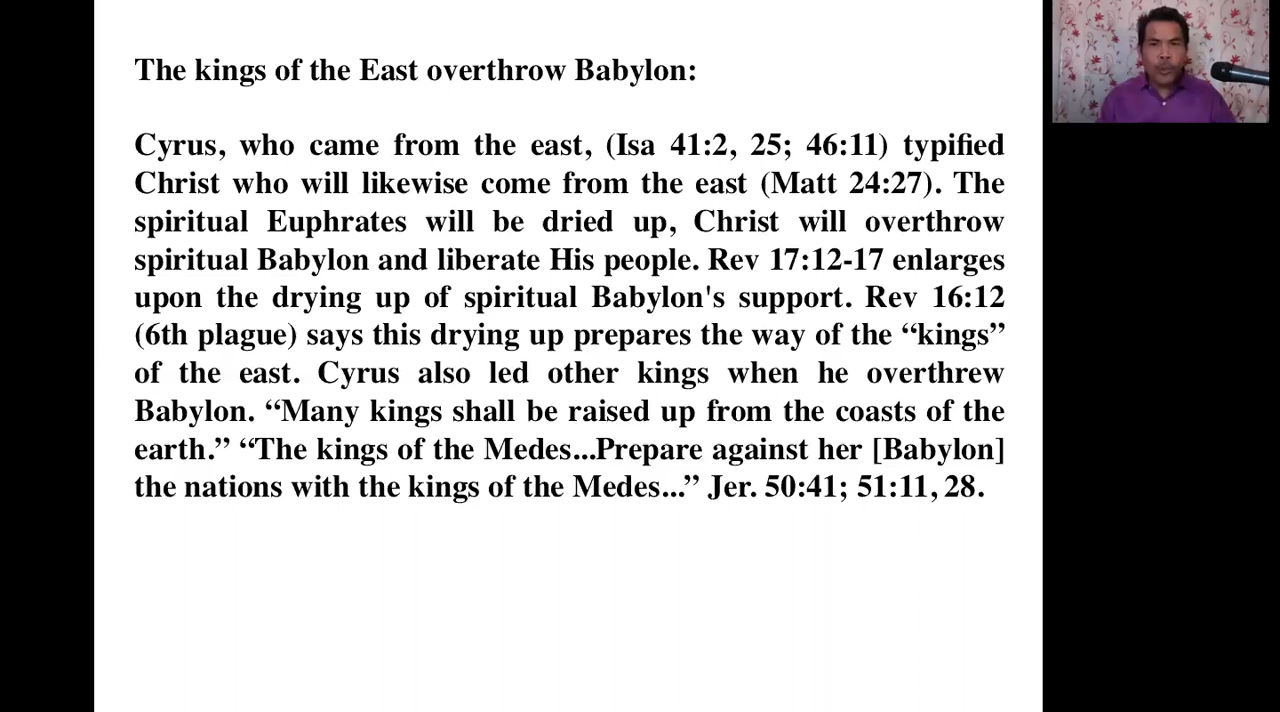 The kings of the East overthrow Babylon:
Cyrus, who came from the east, (Isa 41:2, 25; 46:11) typified
Christ who will likewise come from the east (Matt 24:27). The
spiritual Euphrates will be dried up, Christ will overthrow
spiritual Babylon and liberate His people. Rev 17:12-17 enlarges
upon the drying up of spiritual Babylon's support. Rev 16:12
(6th plague) says this drying up prepares the way of the “kings”
of the east. Cyrus also led other kings when he overthrew
Babylon. “Many kings shall be raised up from the coasts of the
earth.” “The kings of the Medes...Prepare against her [Babylon]
the nations with the kings of the Medes...” Jer. 50:41; 51:11, 28.